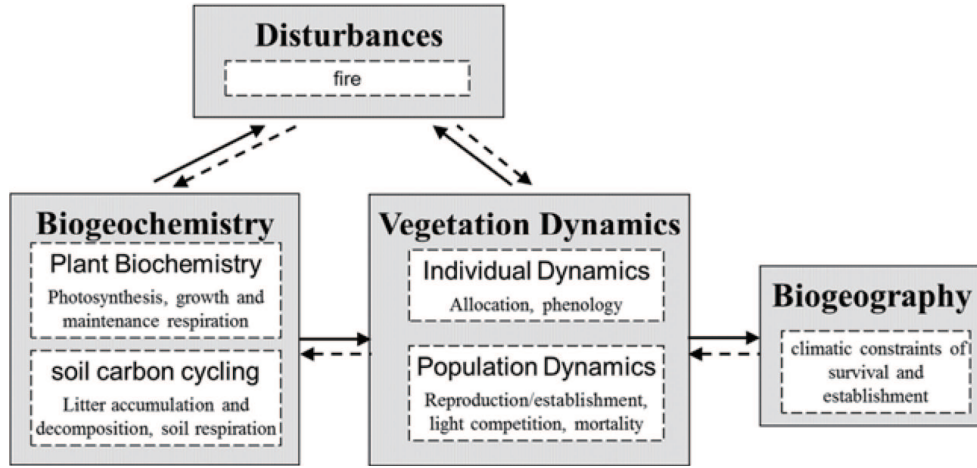 Disturbances
fire
Biogeochemistry
Plant Biochemistry
Photosynthesis, growth and
maintenance respiration
soil carbon cycling
Litter accumulation and
decomposition, soil respiration
Vegetation Dynamics
Individual Dynamics
Allocation, phenology
Population Dynamics
Reproduction/establishment,
light competition, mortality
Biogeography
climatic constraints of
survival and
establishment